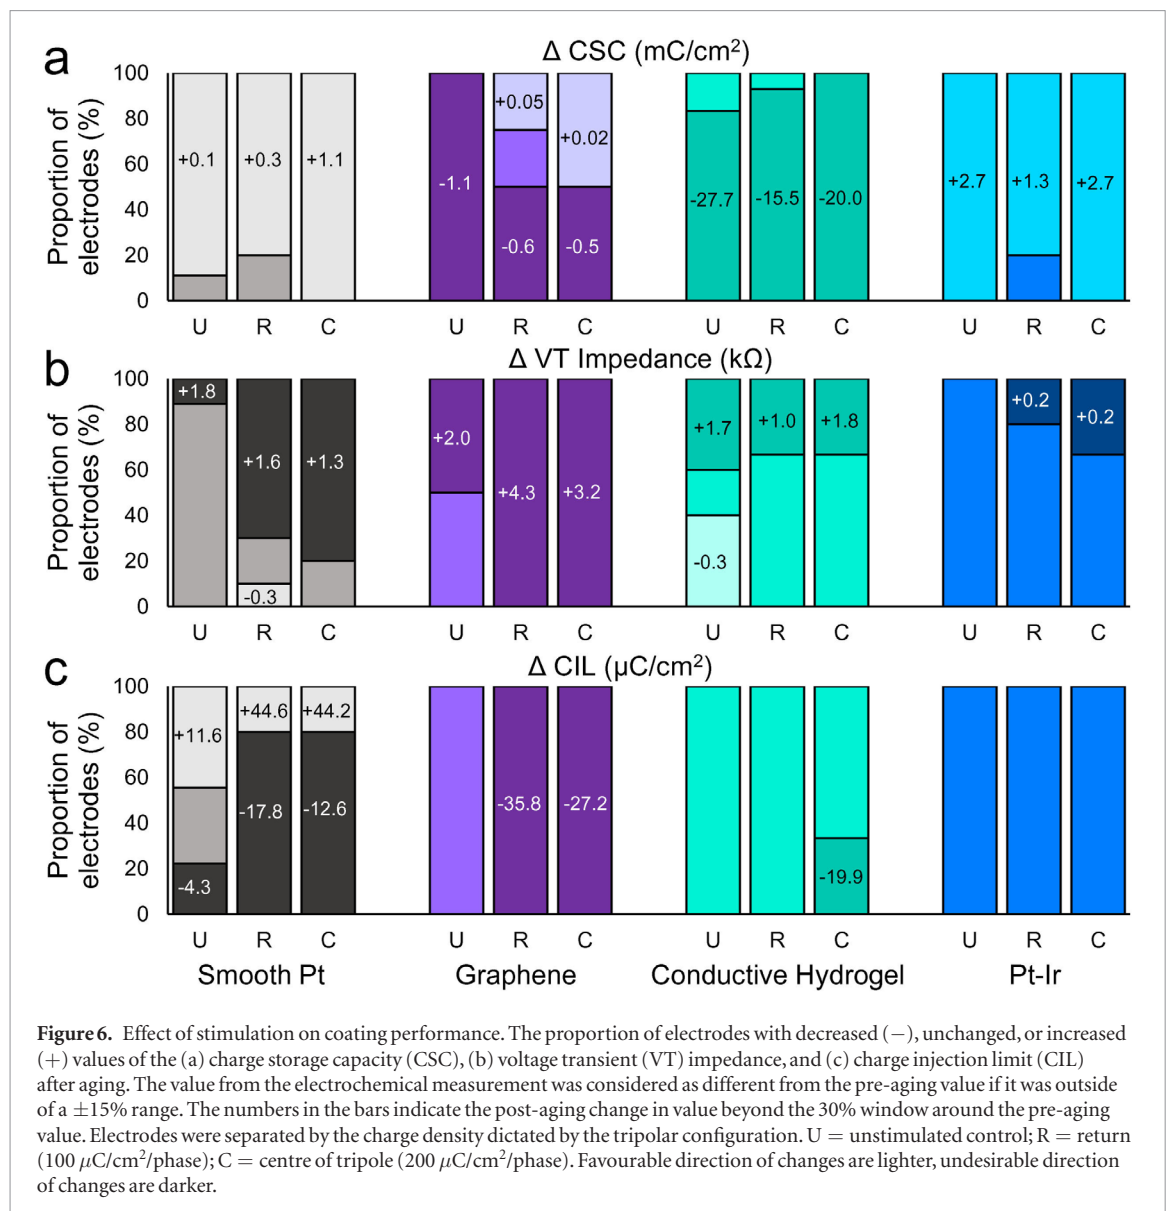 a
Δ CSC (mC/cm²)
Proportion of
electrodes (%)
100
80
60
40
20
0
+0.1
+0.3
+1.1
-1.1
+0.05
-0.6
+0.02
-0.5
-27.7
-15.5
-20.0
+2.7
+1.3
+2.7
U R C U R C U R C U R C
b
Δ VT Impedance (kΩ)
Proportion of
electrodes (%)
100
80
60
40
20
0
+1.8
+1.6
-0.3
+1.3
+2.0
+4.3
+3.2
+1.7
-0.3
+1.0
+1.8
+0.2
+0.2
U R C U R C U R C U R C
c
Δ CIL (µC/cm²)
Proportion of
electrodes (%)
100
80
60
40
20
0
+11.6
-4.3
+44.6
-17.8
+44.2
-12.6
-35.8
-27.2
-19.9
U R C U R C U R C U R C
Smooth Pt Graphene Conductive Hydrogel Pt-Ir
Figure 6. Effect of stimulation on coating performance. The proportion of electrodes with decreased (−), unchanged, or increased
(+) values of the (a) charge storage capacity (CSC), (b) voltage transient (VT) impedance, and (c) charge injection limit (CIL)
after aging. The value from the electrochemical measurement was considered as different from the pre-aging value if it was outside
of a ±15% range. The numbers in the bars indicate the post-aging change in value beyond the 30% window around the pre-aging
value. Electrodes were separated by the charge density dictated by the tripolar configuration. U = unstimulated control; R = return
(100 µC/cm²/phase); C = centre of tripole (200 µC/cm²/phase). Favourable direction of changes are lighter, undesirable direction
of changes are darker.